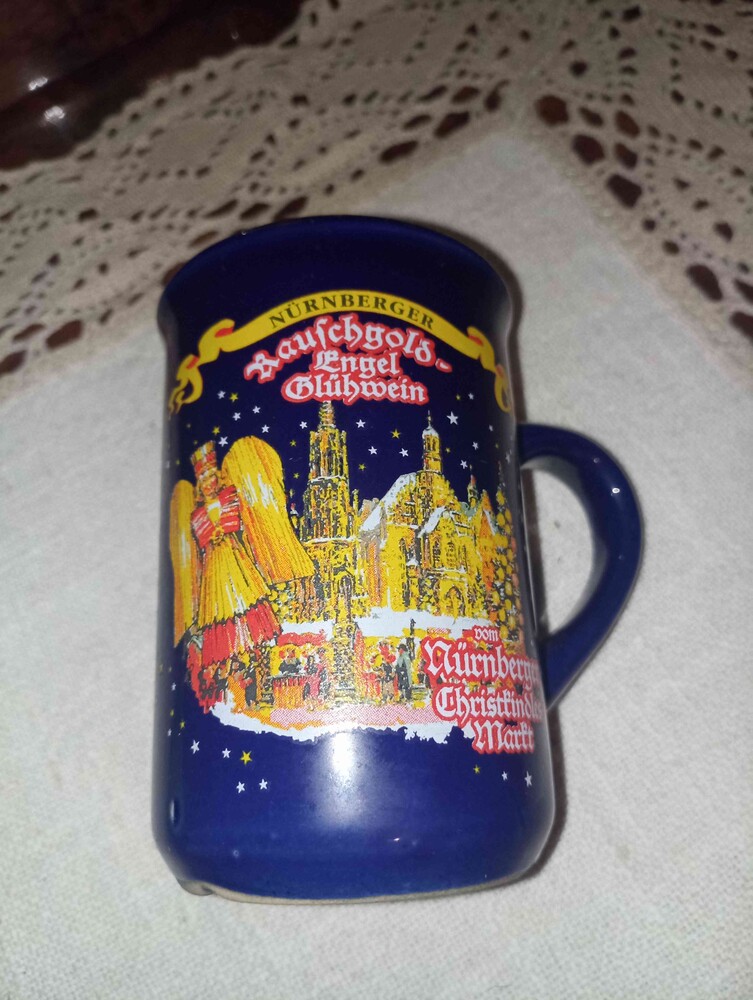 NÜRNBERGER
Rauschgold-
Engel
Glühwein
vom
Nürnberger
Christkindles
Markt